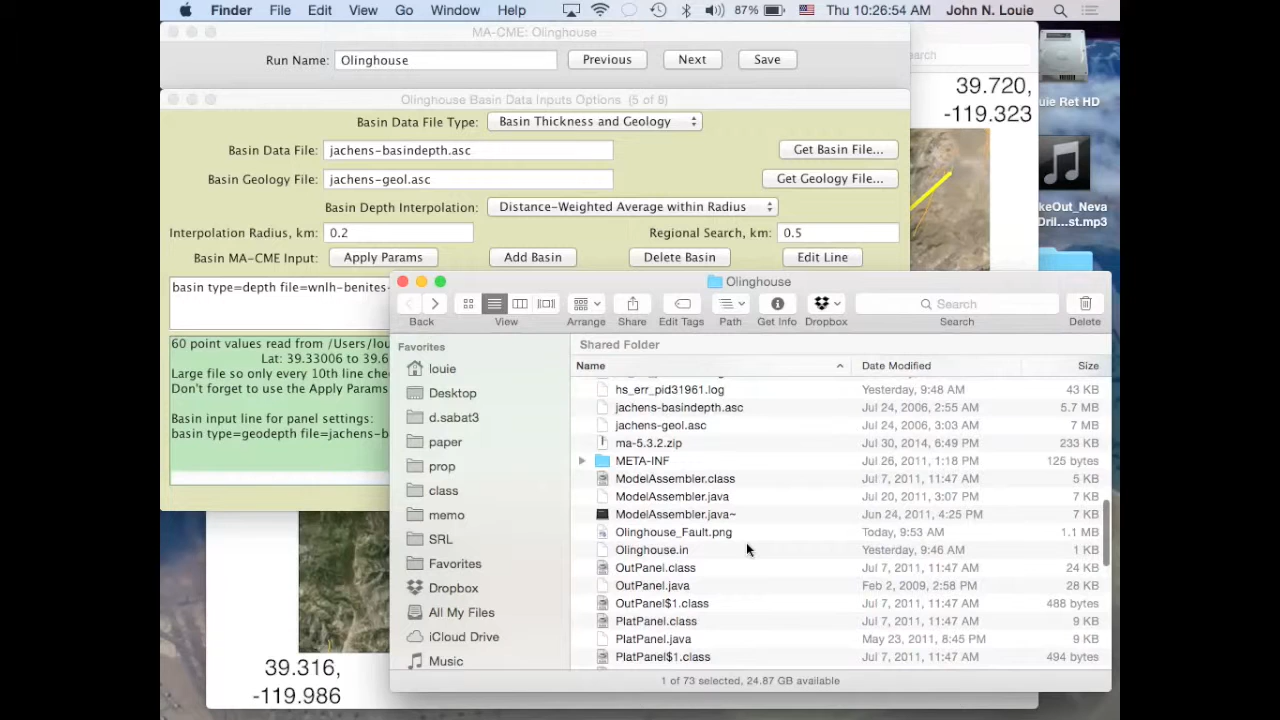 Finder File Edit View Go Window Help 87% Thu 10:26:54 AM John N. Louie
MA-CME: Olinghouse
Run Name: Olinghouse Previous Next Save
earch
39.720,
-119.323
uie Ret HD
keOut_Neva
Dril...st.mp3
Olinghouse Basin Data Inputs Options (5 of 8)
Basin Data File Type: Basin Thickness and Geology
Basin Data File: jachens-basindepth.asc Get Basin File...
Basin Geology File: jachens-geol.asc Get Geology File...
Basin Depth Interpolation: Distance-Weighted Average within Radius
Interpolation Radius, km: 0.2 Regional Search, km: 0.5
Basin MA-CME Input: Apply Params Add Basin Delete Basin Edit Line
basin type=depth file=wnlh-benites-
60 point values read from /Users/lou
Lat: 39.33006 to 39.6
Large file so only every 10th line che
Don't forget to use the Apply Params
Basin input line for panel settings:
basin type=geodepth file=jachens-b
39.316,
-119.986
Olinghouse
Back View Arrange Share Edit Tags Path Get Info Dropbox Search Delete
Search
Shared Folder
Favorites
louie
Desktop
d.sabat3
paper
prop
class
memo
SRL
Favorites
Dropbox
All My Files
iCloud Drive
Music
Name Date Modified Size
hs_err_pid31961.log Yesterday, 9:48 AM 43 KB
jachens-basindepth.asc Jul 24, 2006, 2:55 AM 5.7 MB
jachens-geol.asc Jul 24, 2006, 3:03 AM 7 MB
ma-5.3.2.zip Jul 30, 2014, 6:49 PM 233 KB
META-INF Jul 26, 2011, 1:18 PM 125 bytes
ModelAssembler.class Jul 7, 2011, 11:47 AM 5 KB
ModelAssembler.java Jul 20, 2011, 3:07 PM 7 KB
ModelAssembler.java~ Jun 24, 2011, 4:25 PM 7 KB
Olinghouse_Fault.png Today, 9:53 AM 1.1 MB
Olinghouse.in Yesterday, 9:46 AM 1 KB
OutPanel.class Jul 7, 2011, 11:47 AM 24 KB
OutPanel.java Feb 2, 2009, 2:58 PM 28 KB
OutPanel$1.class Jul 7, 2011, 11:47 AM 488 bytes
PlatPanel.class Jul 7, 2011, 11:47 AM 9 KB
PlatPanel.java May 23, 2011, 8:45 PM 9 KB
PlatPanel$1.class Jul 7, 2011, 11:47 AM 494 bytes
1 of 73 selected, 24.87 GB available